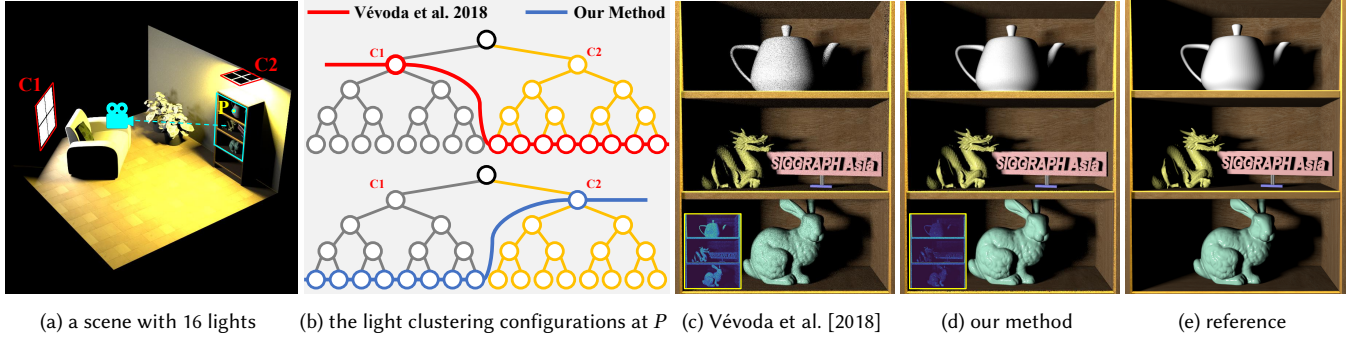 C1
C2
P
Vévoda et al. 2018
Our Method
C1
C2
C1
C2
SIGGRAPH Asia
SIGGRAPH Asia
SIGGRAPH Asia
(a) a scene with 16 lights
(b) the light clustering configurations at P
(c) Vévoda et al. [2018]
(d) our method
(e) reference